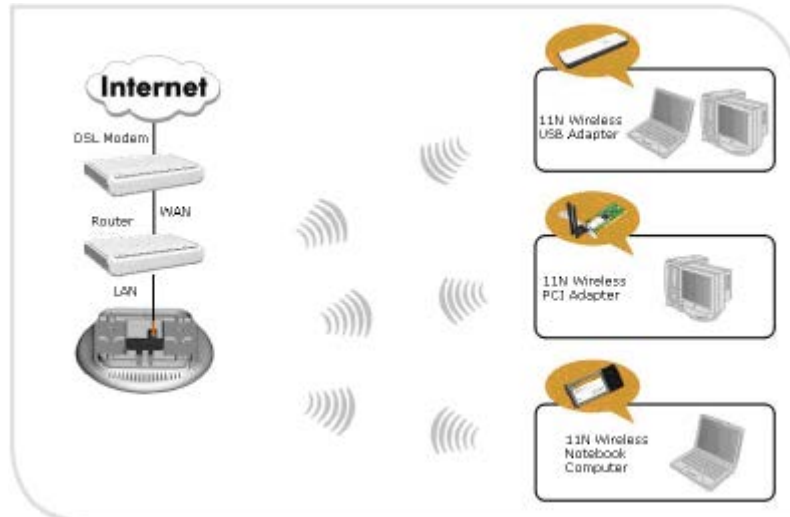 Internet
DSL Modem
WAN
Router
LAN
11N Wireless
USB Adapter
11N Wireless
PCI Adapter
11N Wireless
Notebook
Computer